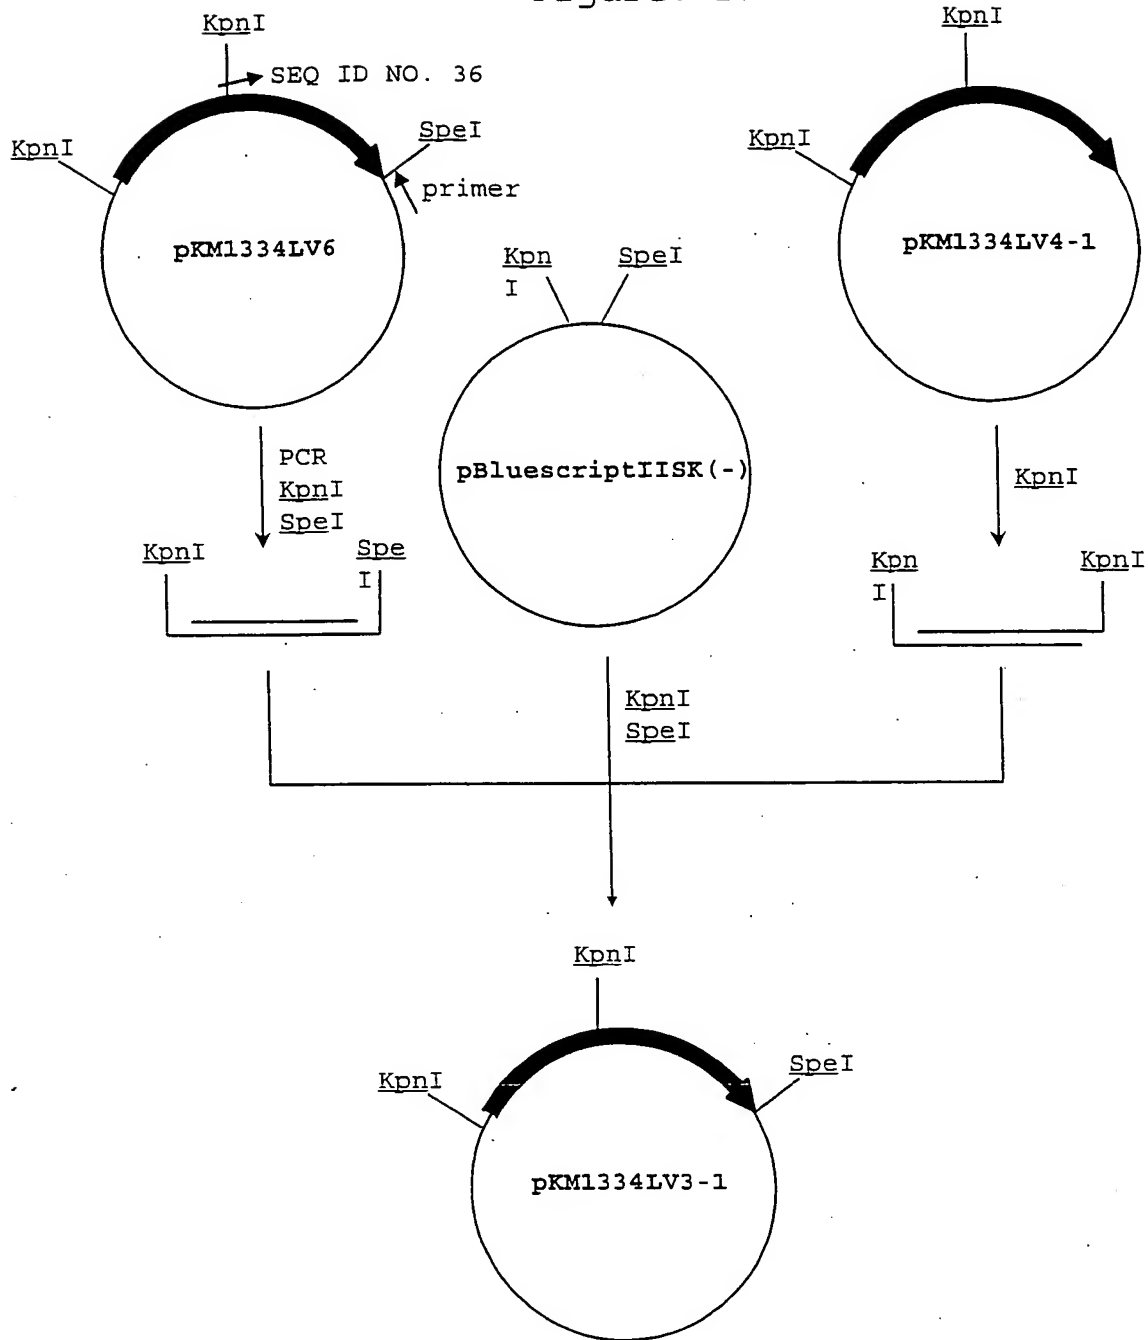 KpnI
SEQ ID NO. 36
KpnI
SpeI
primer
pKM1334LV6
KpnI
KpnI
pKM1334LV4-1
Kpn
I
SpeI
pBluescriptIISK(-)
PCR
KpnI
SpeI
KpnI
KpnI
Spe
I
Kpn
I
KpnI
KpnI
SpeI
KpnI
KpnI
SpeI
pKM1334LV3-1